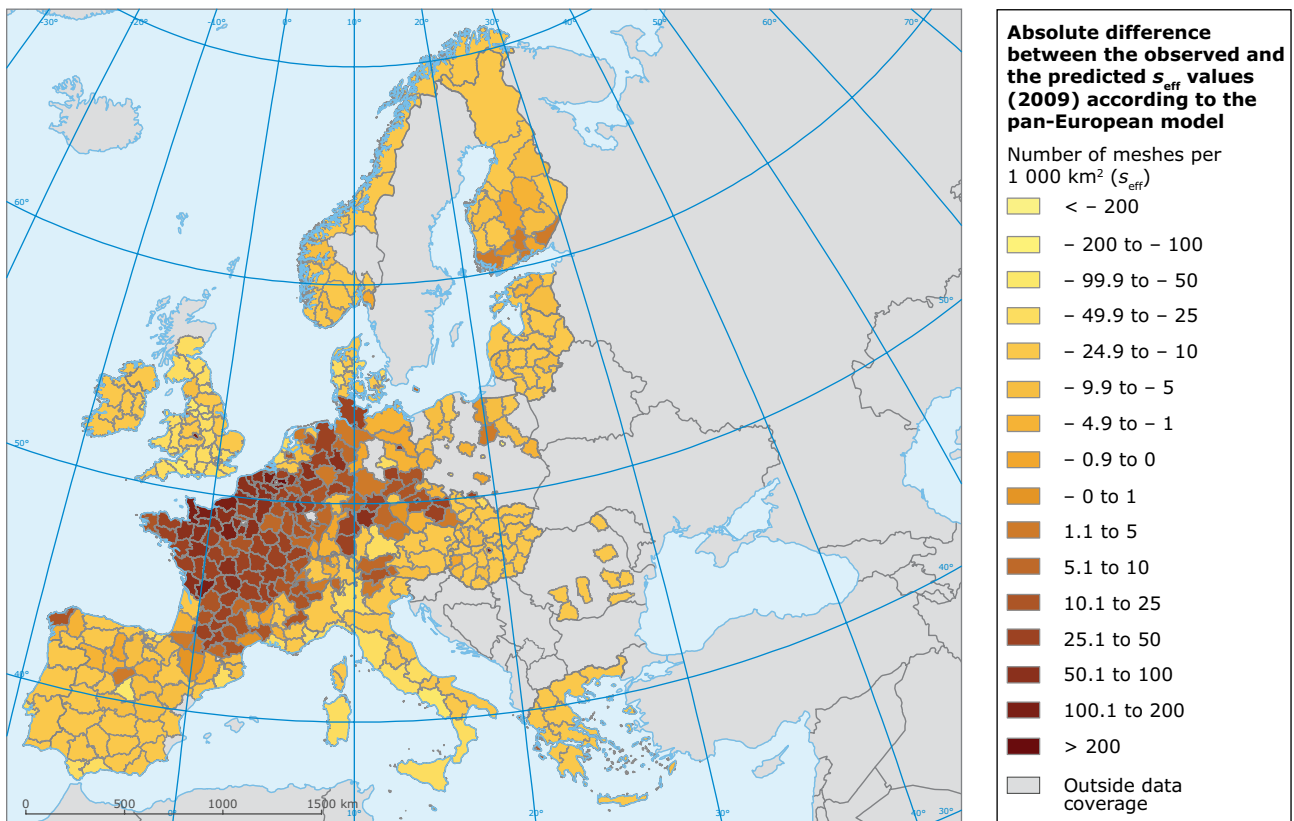 -30°
-20°
-10°
0°
10°
20°
30°
40°
50°
60°
70°
60°
50°
50°
40°
40°
0
500
1000
1500 km
10°
20°
30°
40°
30°
Absolute difference
between the observed and
the predicted seff values
(2009) according to the
pan-European model
Number of meshes per
1 000 km² (seff)
< – 200
– 200 to – 100
– 99.9 to – 50
– 49.9 to – 25
– 24.9 to – 10
– 9.9 to – 5
– 4.9 to – 1
– 0.9 to 0
– 0 to 1
1.1 to 5
5.1 to 10
10.1 to 25
25.1 to 50
50.1 to 100
100.1 to 200
> 200
Outside data
coverage